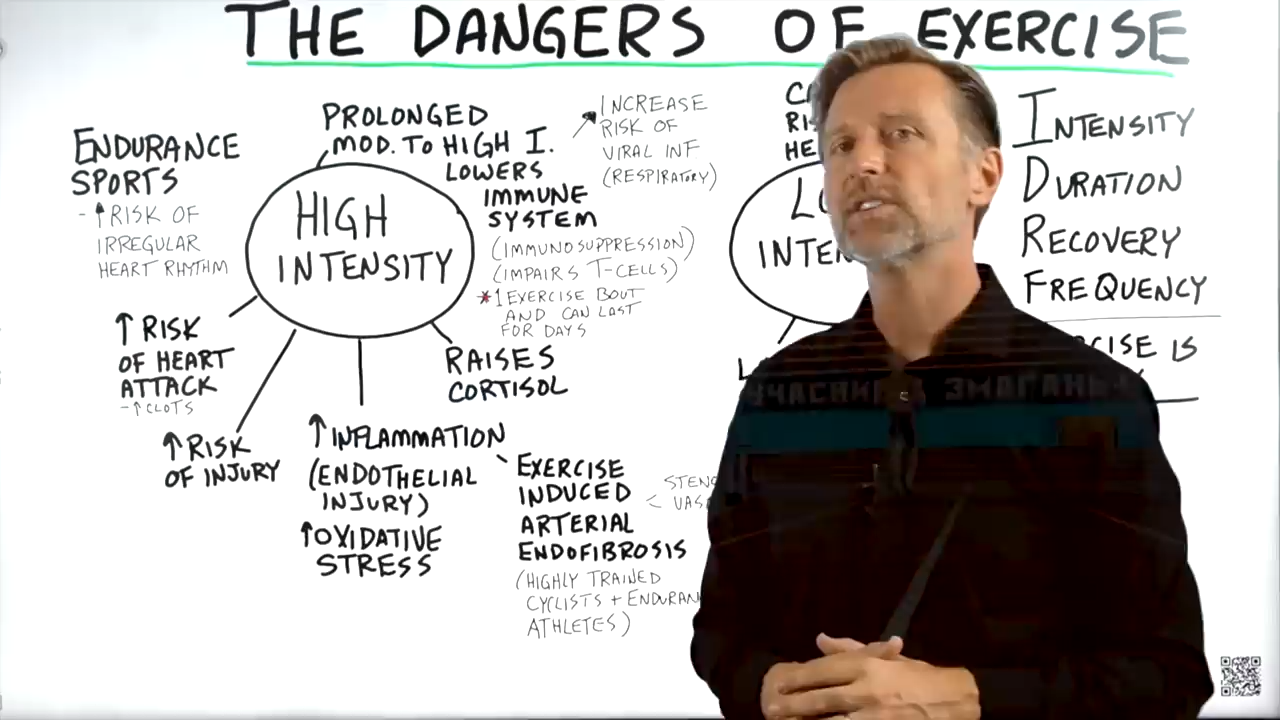 THE DANGERS OF EXERCISE
ENDURANCE
SPORTS
- ↑ RISK OF
IRREGULAR
HEART RHYTHM
PROLONGED
MOD. TO HIGH I.
LOWERS
IMMUNE
SYSTEM
(IMMUNOSUPPRESSION)
(IMPAIRS T-CELLS)
* 1 EXERCISE BOUT
AND CAN LAST
FOR DAYS
INCREASE
RISK OF
VIRAL INF
(RESPIRATORY)
HIGH
INTENSITY
↑ RISK
OF HEART
ATTACK
- ↑ CLOTS
↑ RISK
OF INJURY
↑ INFLAMMATION
(ENDOTHELIAL
INJURY)
↑ OXIDATIVE
STRESS
RAISES
CORTISOL
EXERCISE
INDUCED
ARTERIAL
ENDOFIBROSIS
(HIGHLY TRAINED
CYCLISTS + ENDURAN
ATHLETES)
INTENSITY
DURATION
RECOVERY
FREQUENCY
IS
ЗМАГАНЬ